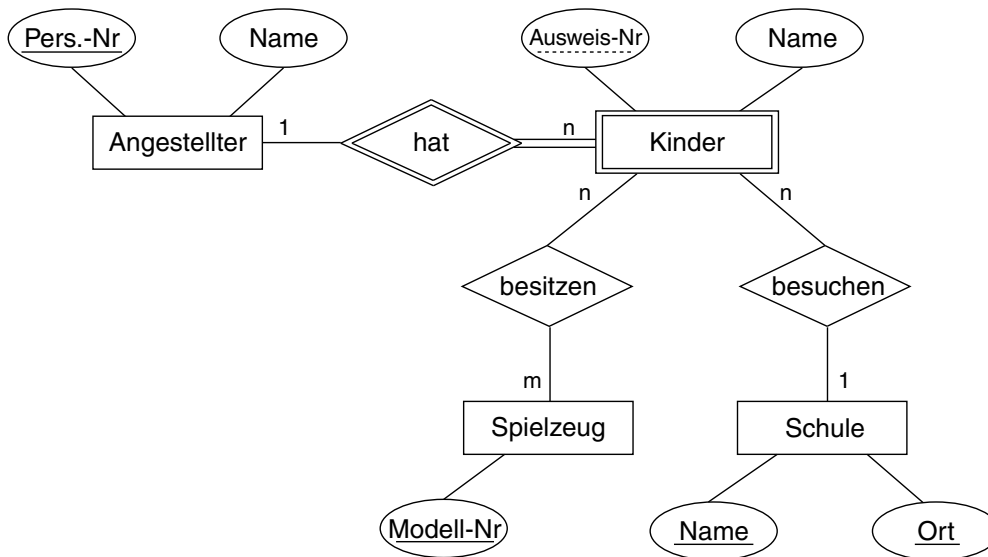 Pers.-Nr
Name
Ausweis-Nr
Name
Angestellter
1
hat
n
Kinder
n
n
besitzen
besuchen
m
1
Spielzeug
Schule
Modell-Nr
Name
Ort